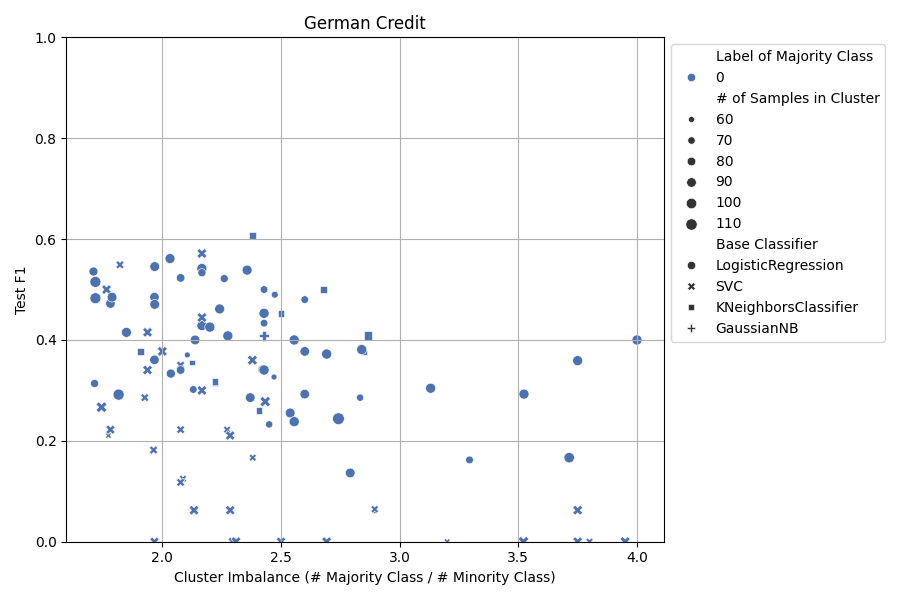 German Credit
Test F1
1.0
0.8
0.6
0.4
0.2
0.0
2.0
2.5
3.0
3.5
4.0
Cluster Imbalance (# Majority Class / # Minority Class)
Label of Majority Class
0
# of Samples in Cluster
60
70
80
90
100
110
Base Classifier
LogisticRegression
SVC
KNeighborsClassifier
GaussianNB